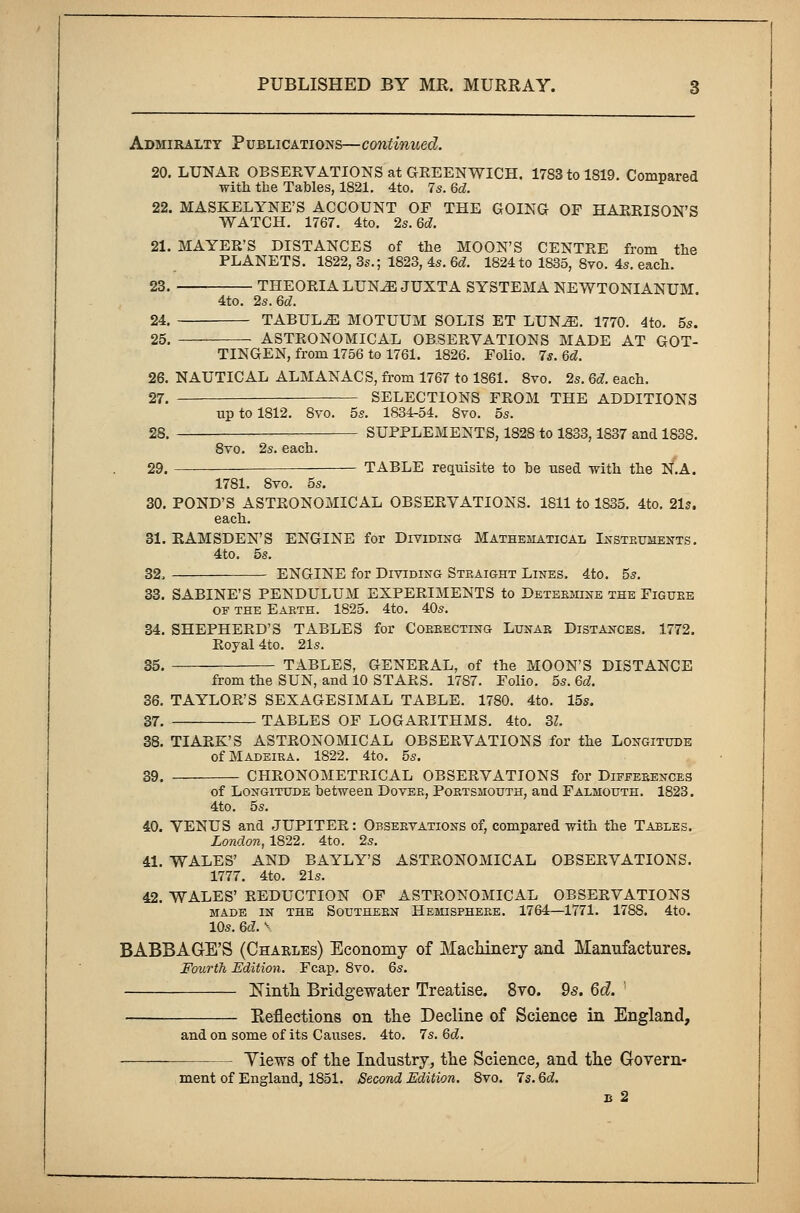 PUBLISHED BY MR. MURRAY. 3
ADMIRALTY PUBLICATIONS—continued.
20. LUNAR OBSERVATIONS at GREENWICH. 1783 to 1819. Compared
with the Tables, 1821. 4to. 7s. 6d.
22. MASKELYNE'S ACCOUNT OF THE GOING OF HARRISON'S
WATCH. 1767. 4to. 2s. 6d.
21. MAYER'S DISTANCES of the MOON'S CENTRE from the
PLANETS. 1822, 3s.; 1823, 4s. 6d. 1824 to 1835, 8vo. 4s. each.
23. ——— THEORIA LUNÆ JUXTA SYSTEMA NEWTONIANUM.
4to. 2s. 6d.
24. ——— TABULÆ MOTUUM SOLIS ET LUNÆ. 1770. 4to. 5s.
25. ——— ASTRONOMICAL OBSERVATIONS MADE AT GOT-
TINGEN, from 1756 to 1761. 1826. Folio. 7s. 6d.
26. NAUTICAL ALMANACS, from 1767 to 1861. 8vo. 2s. 6d. each.
27. ——— SELECTIONS FROM THE ADDITIONS
up to 1812. 8vo. 5s. 1834-54. 8vo. 5s.
28. ——— SUPPLEMENTS, 1828 to 1833, 1837 and 1838.
8vo. 2s. each.
29. ——— TABLE requisite to be used with the N.A.
1781. 8vo. 5s.
30. POND'S ASTRONOMICAL OBSERVATIONS. 1811 to 1835. 4to. 21s.
each.
31. RAMSDEN'S ENGINE for DIVIDING MATHEMATICAL INSTRUMENTS.
4to. 5s.
32. ——— ENGINE for DIVIDING STRAIGHT LINES. 4to. 5s.
33. SABINE'S PENDULUM EXPERIMENTS to DETERMINE THE FIGURE
OF THE EARTH. 1825. 4to. 40s.
34. SHEPHERD'S TABLES for CORRECTING LUNAR DISTANCES. 1772.
Royal 4to. 21s.
35. ——— TABLES, GENERAL, of the MOON'S DISTANCE
from the SUN, and 10 STARS. 1787. Folio. 5s. 6d.
36. TAYLOR'S SEXAGESIMAL TABLE. 1780. 4to. 15s.
37. ——— TABLES OF LOGARITHMS. 4to. 3l.
38. TIARK'S ASTRONOMICAL OBSERVATIONS for the LONGITUDE
of MADEIRA. 1822. 4to. 5s.
39. ——— CHRONOMETRICAL OBSERVATIONS for DIFFERENCES
of LONGITUDE between DOVER, PORTSMOUTH, and FALMOUTH. 1823.
4to. 5s.
40. VENUS and JUPITER: OBSERVATIONS of, compared with the TABLES.
London, 1822. 4to. 2s.
41. WALES' AND BAYLY'S ASTRONOMICAL OBSERVATIONS.
1777. 4to. 21s.
42. WALES' REDUCTION OF ASTRONOMICAL OBSERVATIONS
MADE IN THE SOUTHERN HEMISPHERE. 1764—1771. 1788. 4to.
10s. 6d.
BABBAGE'S (CHARLES) Economy of Machinery and Manufactures.
Fourth Edition. Fcap. 8vo. 6s.
——— Ninth Bridgewater Treatise. 8vo. 9s. 6d.
——— Reflections on the Decline of Science in England,
and on some of its Causes. 4to. 7s. 6d.
——— Views of the Industry, the Science, and the Govern-
ment of England, 1851. Second Edition. 8vo. 7s. 6d.
B 2